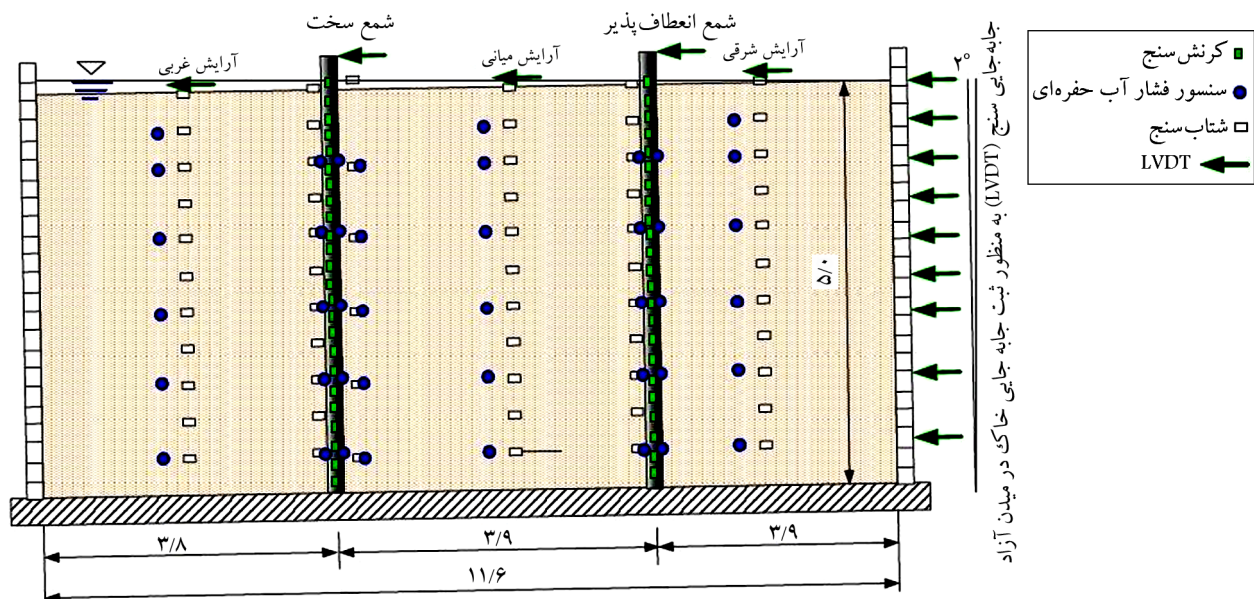 شمع سخت
شمع انعطاف‌پذیر
آرایش غربی
آرایش میانی
آرایش شرقی
۲°
جابه‌جایی سنج (LVDT) به منظور ثبت جابه جایی خاک در میدن آزاد
کرنش‌سنج
سنسور فشار آب حفره‌ای
شتاب‌سنج
LVDT
۵/۰
۳/۸
۳/۹
۳/۹
۱۱/۶